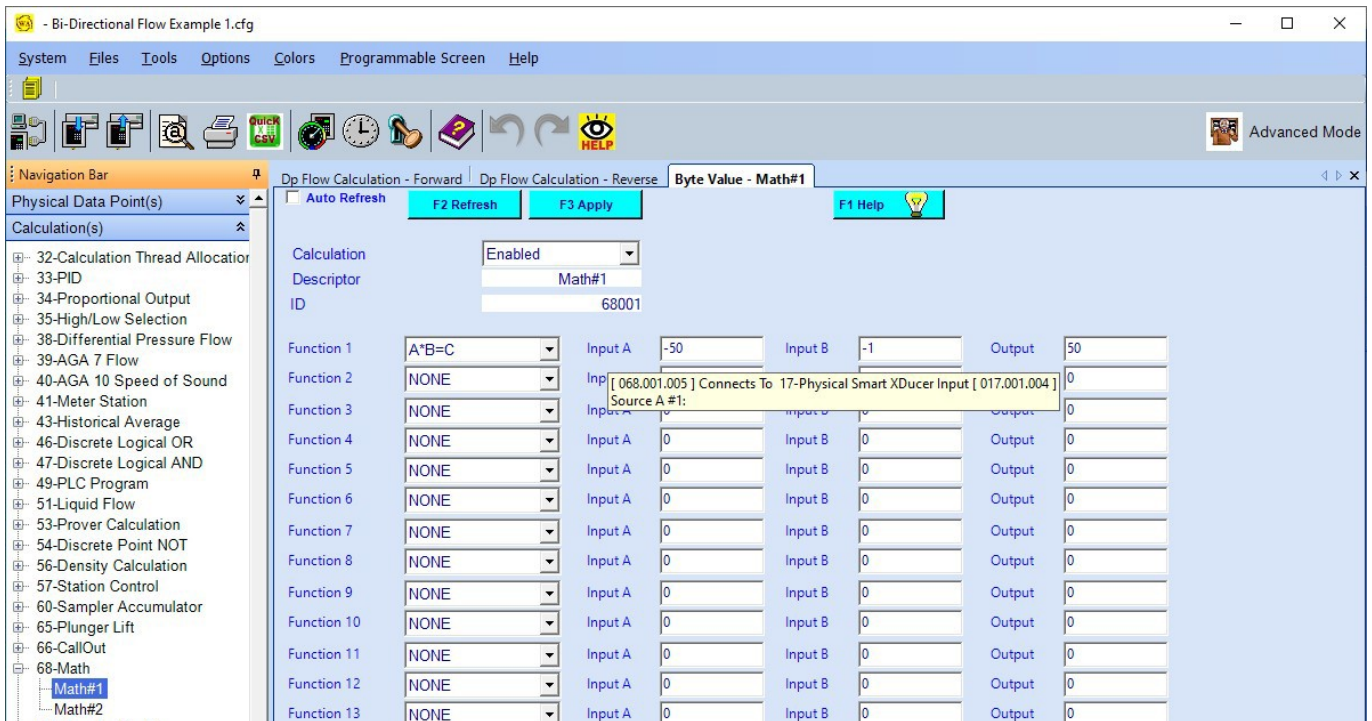 - Bi-Directional Flow Example 1.cfg
System Files Tools Options Colors Programmable Screen Help
QUICK CSV HELP Advanced Mode
Navigation Bar
Dp Flow Calculation - Forward Dp Flow Calculation - Reverse Byte Value - Math#1
Physical Data Point(s)
Calculation(s)
32-Calculation Thread Allocation
33-PID
34-Proportional Output
35-High/Low Selection
38-Differential Pressure Flow
39-AGA 7 Flow
40-AGA 10 Speed of Sound
41-Meter Station
43-Historical Average
46-Discrete Logical OR
47-Discrete Logical AND
49-PLC Program
51-Liquid Flow
53-Prover Calculation
54-Discrete Point NOT
56-Density Calculation
57-Station Control
60-Sampler Accumulator
65-Plunger Lift
66-CallOut
68-Math
Math#1
Math#2
Auto Refresh F2 Refresh F3 Apply F1 Help
Calculation Enabled
Descriptor Math#1
ID 68001
Function 1 A*B=C Input A -50 Input B -1 Output 50
Function 2 NONE Inp 0
[ 068.001.005 ] Connects To 17-Physical Smart XDucer Input [ 017.001.004 ]
Source A #1:
Function 3 NONE Input A 0 Input B 0 Output 0
Function 4 NONE Input A 0 Input B 0 Output 0
Function 5 NONE Input A 0 Input B 0 Output 0
Function 6 NONE Input A 0 Input B 0 Output 0
Function 7 NONE Input A 0 Input B 0 Output 0
Function 8 NONE Input A 0 Input B 0 Output 0
Function 9 NONE Input A 0 Input B 0 Output 0
Function 10 NONE Input A 0 Input B 0 Output 0
Function 11 NONE Input A 0 Input B 0 Output 0
Function 12 NONE Input A 0 Input B 0 Output 0
Function 13 NONE Input A 0 Input B 0 Output 0